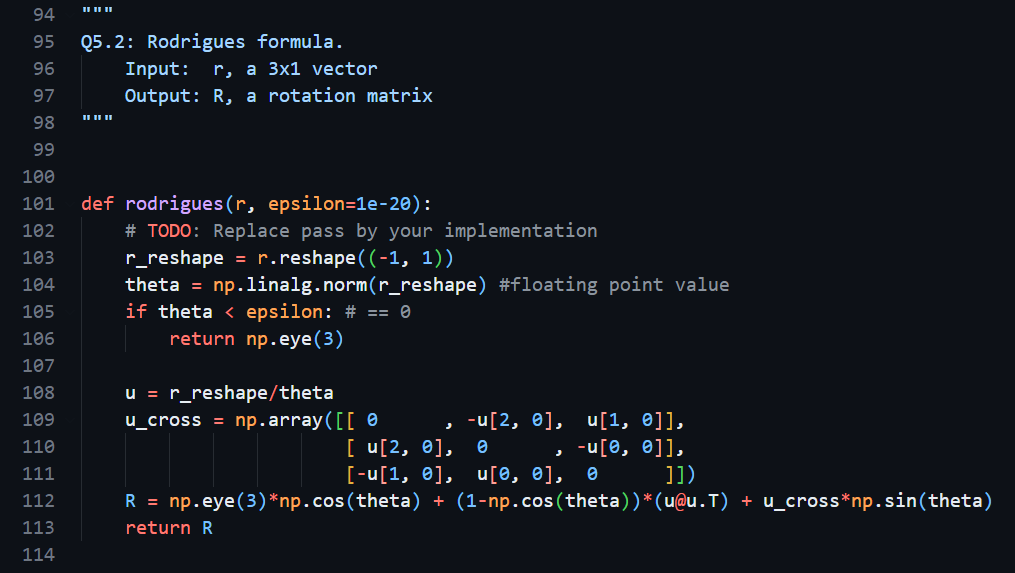 94 """
95 Q5.2: Rodrigues formula.
96     Input:  r, a 3x1 vector
97     Output: R, a rotation matrix
98 """
99
100
101 def rodrigues(r, epsilon=1e-20):
102     # TODO: Replace pass by your implementation
103     r_reshape = r.reshape((-1, 1))
104     theta = np.linalg.norm(r_reshape) #floating point value
105     if theta < epsilon: # == 0
106         return np.eye(3)
107
108     u = r_reshape/theta
109     u_cross = np.array([[ 0      , -u[2, 0],  u[1, 0]],
110                         [ u[2, 0],  0      , -u[0, 0]],
111                         [-u[1, 0],  u[0, 0],  0      ]])
112     R = np.eye(3)*np.cos(theta) + (1-np.cos(theta))*(u@u.T) + u_cross*np.sin(theta)
113     return R
114